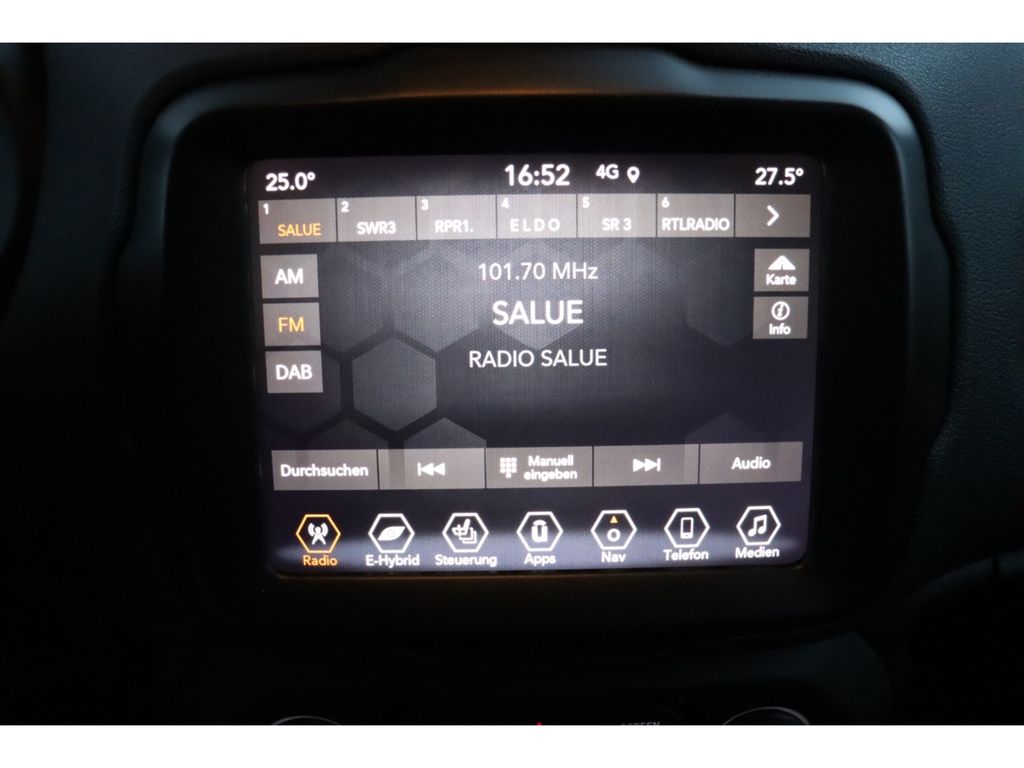 25.0° 16:52 4G 27.5°
1 SALUE 2 SWR3 3 RPR1. 4 ELDO 5 SR 3 6 RTLRADIO
AM
101.70 MHz
Karte
FM
SALUE
Info
DAB
RADIO SALUE
Durchsuchen
Manuell
eingeben
Audio
Radio E-Hybrid Steuerung Apps Nav Telefon Medien
SCREEN